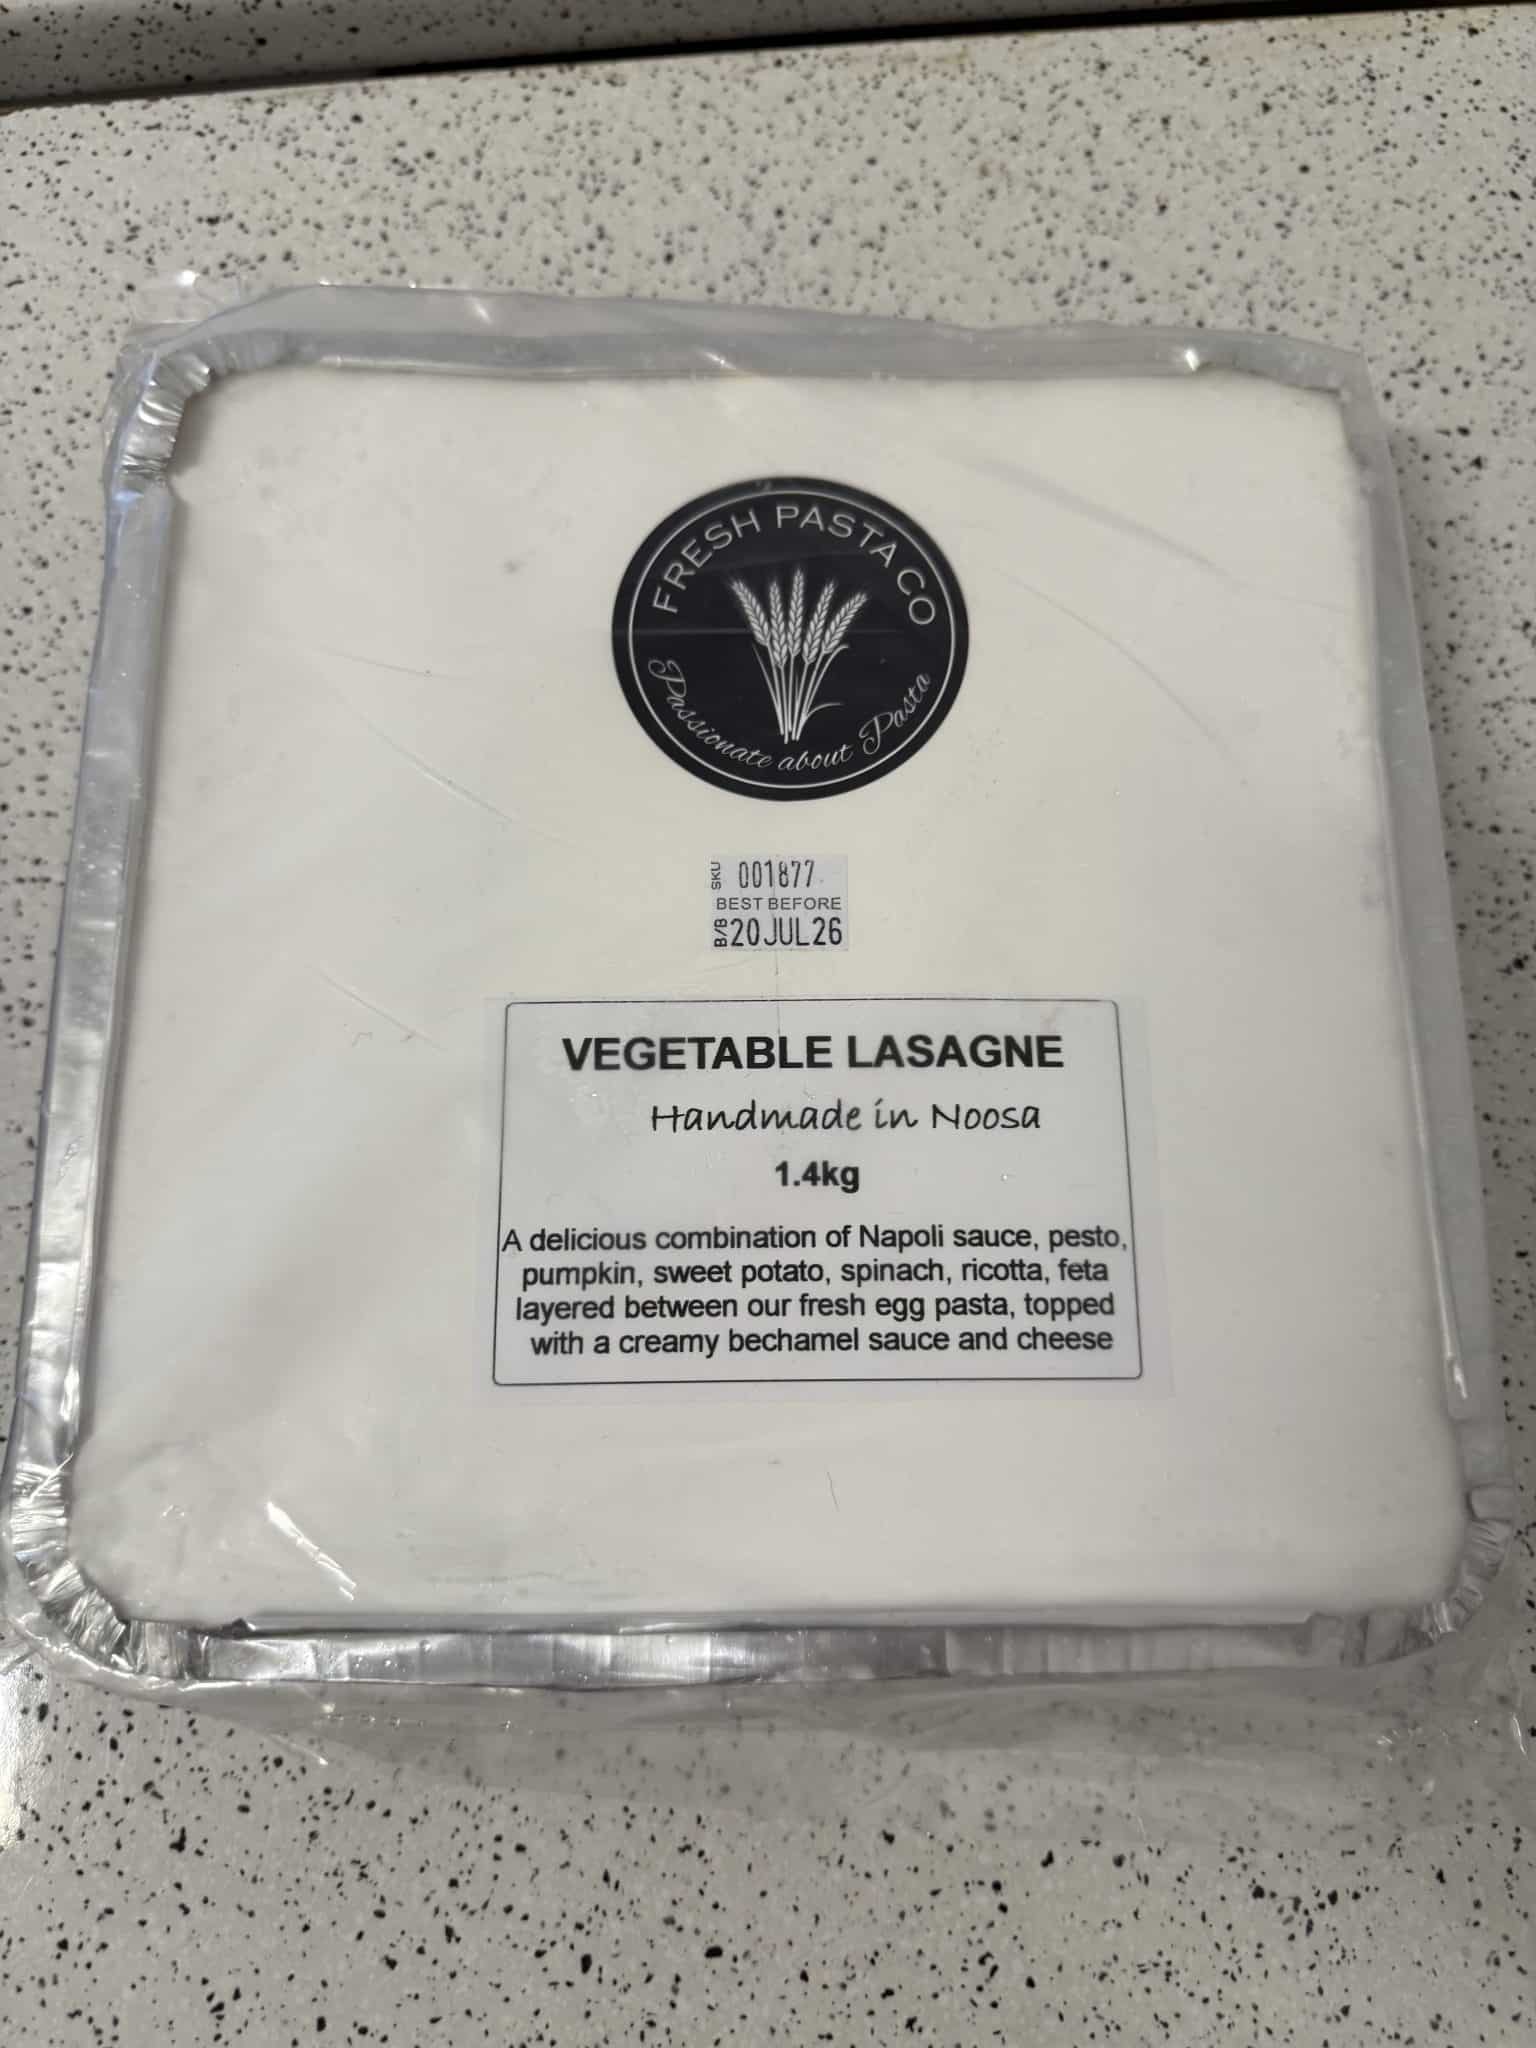 FRESH PASTA CO
Passionate about Pasta
SKU 001877
BEST BEFORE
B/B 20 JUL 26
VEGETABLE LASAGNE
Handmade in Noosa
1.4kg
A delicious combination of Napoli sauce, pesto,
pumpkin, sweet potato, spinach, ricotta, feta
layered between our fresh egg pasta, topped
with a creamy bechamel sauce and cheese